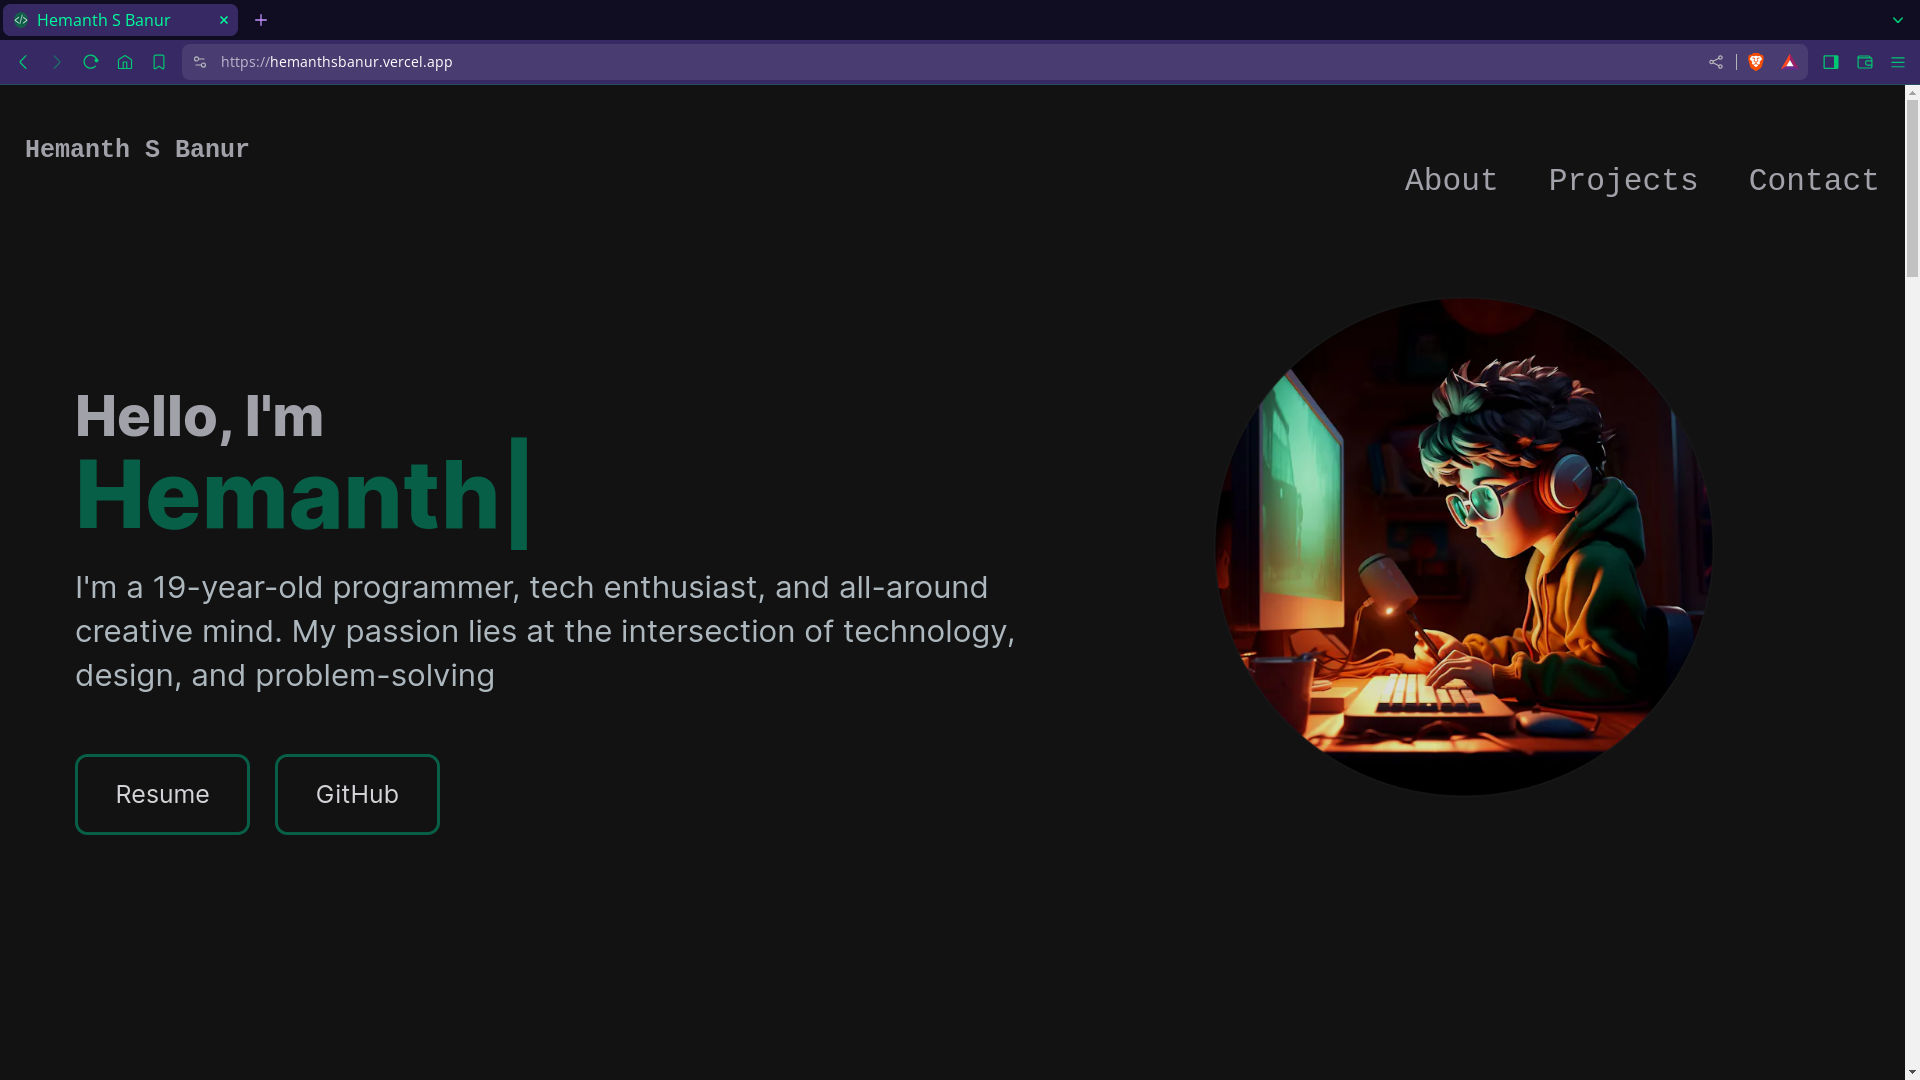 Hemanth S Banur
https://hemanthsbanur.vercel.app
Hemanth S Banur
About Projects Contact
Hello, I'm
Hemanth
I'm a 19-year-old programmer, tech enthusiast, and all-around
creative mind. My passion lies at the intersection of technology,
design, and problem-solving
Resume GitHub